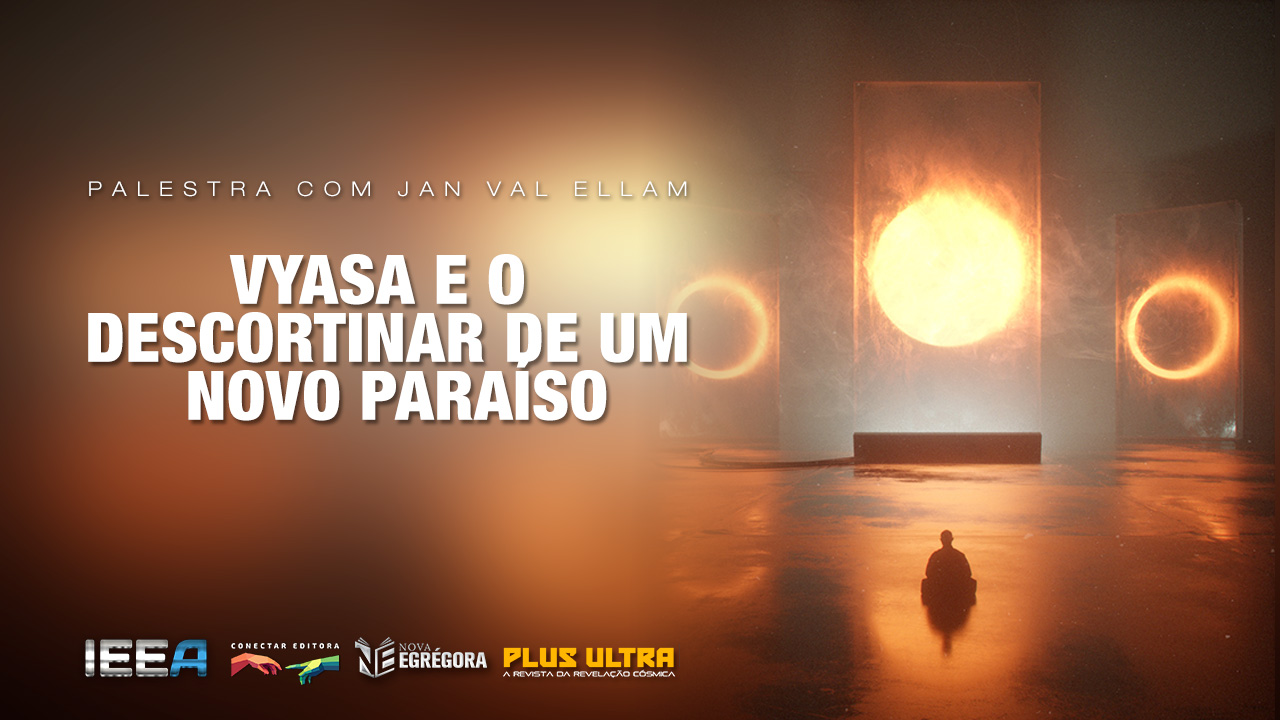 PALESTRA COM JAN VAL ELLAM
VYASA E O
DESCORTINAR DE UM
NOVO PARAÍSO
IEEA
CONECTAR EDITORA
NOVA
EGRÉGORA
PLUS ULTRA
A REVISTA DA REVELAÇÃO CÓSMICA